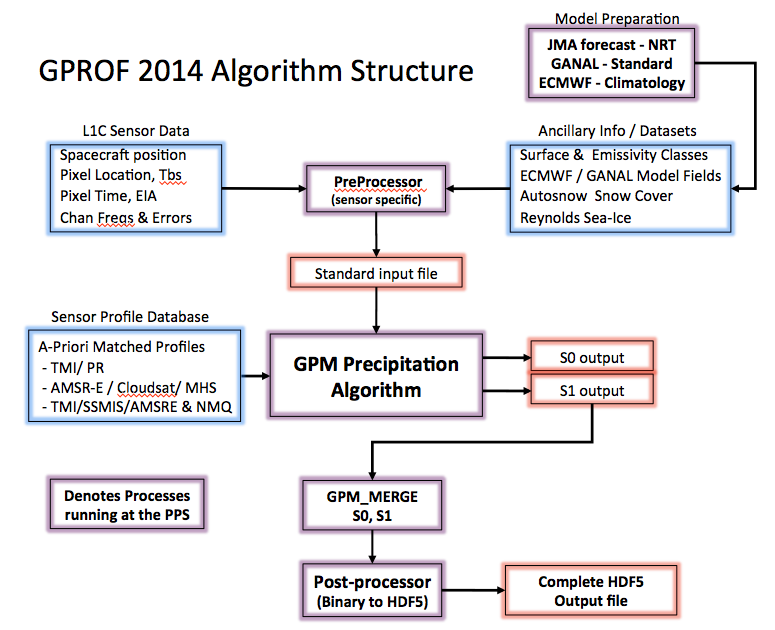 Model Preparation
JMA forecast - NRT
GANAL - Standard
ECMWF - Climatology
GPROF 2014 Algorithm Structure
L1C Sensor Data
Spacecraft position
Pixel Location, Tbs
Pixel Time, EIA
Chan Freqs & Errors
PreProcessor
(sensor specific)
Ancillary Info / Datasets
Surface & Emissivity Classes
ECMWF / GANAL Model Fields
Autosnow Snow Cover
Reynolds Sea-Ice
Standard input file
Sensor Profile Database
A-Priori Matched Profiles
- TMI/ PR
- AMSR-E / Cloudsat/ MHS
- TMI/SSMIS/AMSRE & NMQ
GPM Precipitation
Algorithm
S0 output
S1 output
Denotes Processes
running at the PPS
GPM_MERGE
S0, S1
Post-processor
(Binary to HDF5)
Complete HDF5
Output file